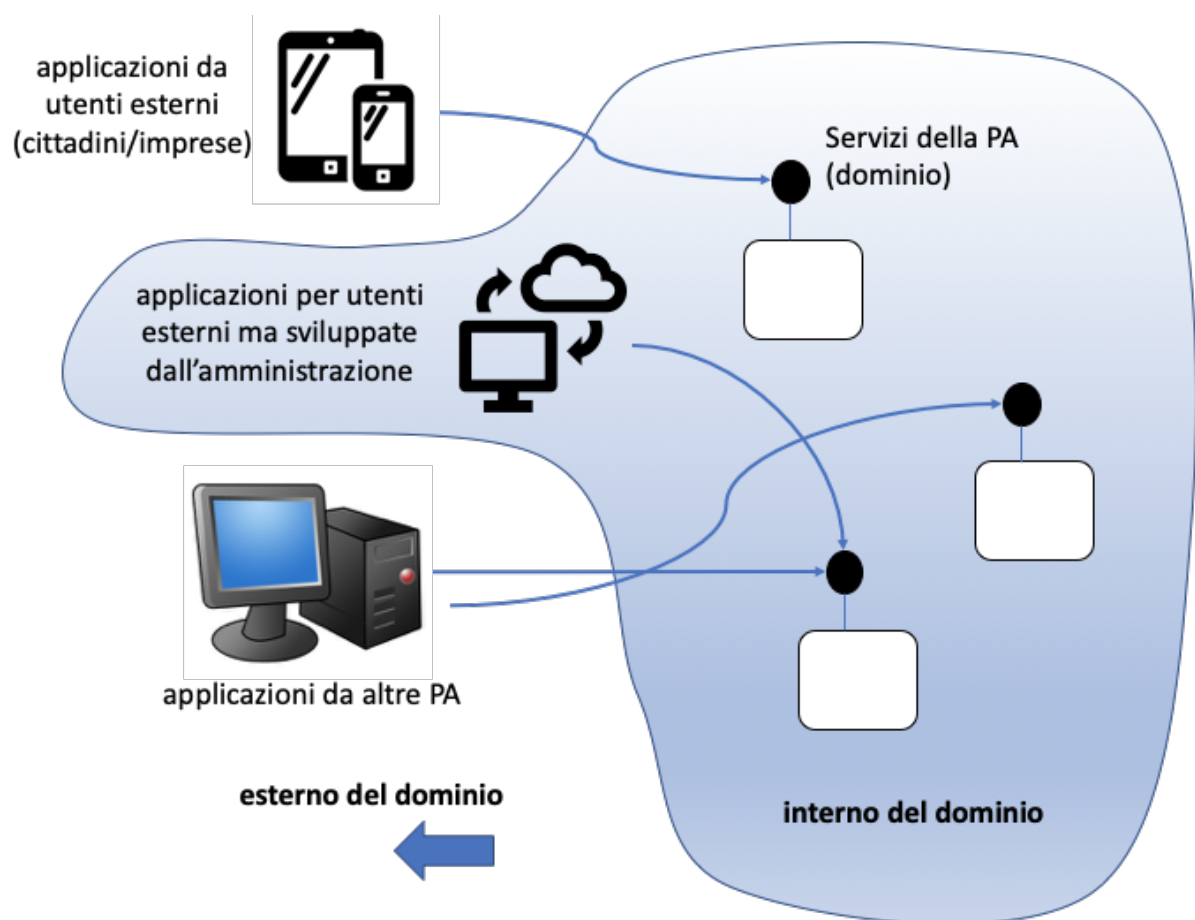 applicazioni da
utenti esterni
(cittadini/imprese)
Servizi della PA
(dominio)
applicazioni per utenti
esterni ma sviluppate
dall’amministrazione
applicazioni da altre PA
esterno del dominio
interno del dominio